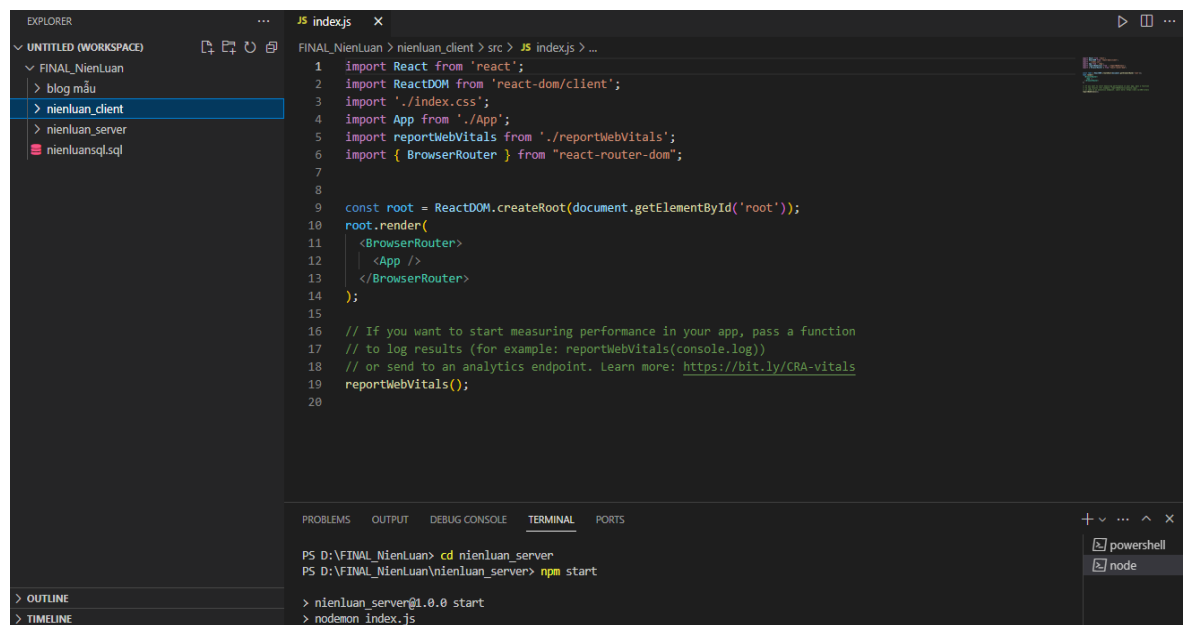 EXPLORER
UNTITLED (WORKSPACE)
FINAL_NienLuan
blog mẫu
nienluan_client
nienluan_server
nienluansql.sql
OUTLINE
TIMELINE
JS index.js
FINAL_NienLuan > nienluan_client > src > JS index.js > ...
1 import React from 'react';
2 import ReactDOM from 'react-dom/client';
3 import './index.css';
4 import App from './App';
5 import reportWebVitals from './reportWebVitals';
6 import { BrowserRouter } from "react-router-dom";
7
8
9 const root = ReactDOM.createRoot(document.getElementById('root'));
10 root.render(
11 <BrowserRouter>
12 <App />
13 </BrowserRouter>
14 );
15
16 // If you want to start measuring performance in your app, pass a function
17 // to log results (for example: reportWebVitals(console.log))
18 // or send to an analytics endpoint. Learn more: https://bit.ly/CRA-vitals
19 reportWebVitals();
20
PROBLEMS OUTPUT DEBUG CONSOLE TERMINAL PORTS
PS D:\FINAL_NienLuan> cd nienluan_server
PS D:\FINAL_NienLuan\nienluan_server> npm start
> nienluan_server@1.0.0 start
> nodemon index.js
powershell
node